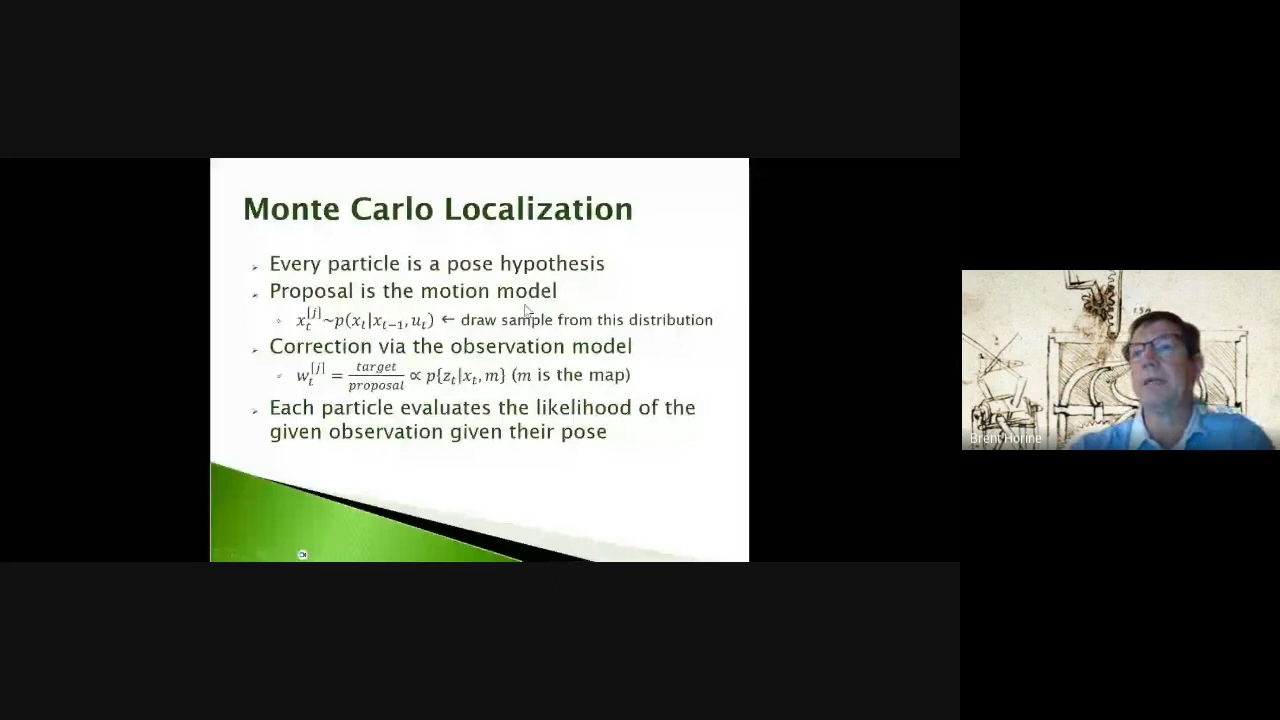 Monte Carlo Localization
Every particle is a pose hypothesis
Proposal is the motion model
x_t^{[j]}~p(x_t|x_{t−1}, u_t) ← draw sample from this distribution
Correction via the observation model
w_t^{[j]} = target/proposal ∝ p{z_t|x_t, m} (m is the map)
Each particle evaluates the likelihood of the
given observation given their pose
Brent Horine